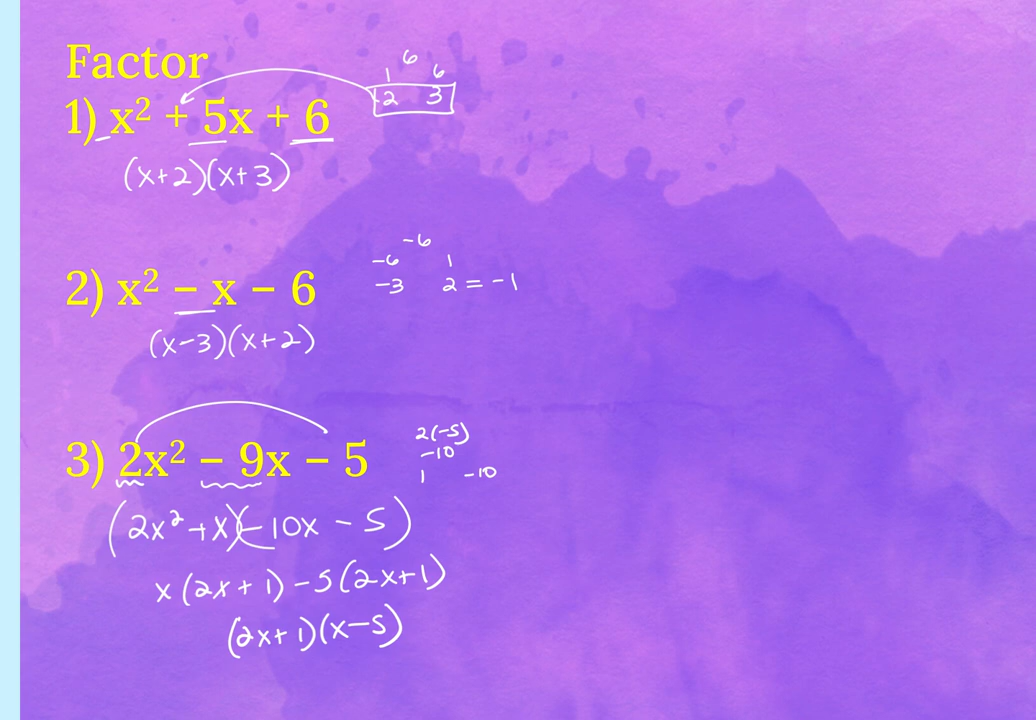 Factor
6
1 6
2 3
1) x² + 5x + 6
(x+2)(x+3)
-6
-6 1
-3 2 = -1
2) x² – x – 6
(x-3)(x+2)
2(-5)
-10
1 -10
3) 2x² – 9x – 5
(2x²+x)(-10x - 5)
x(2x+1) -5(2x+1)
(2x+1)(x-5)